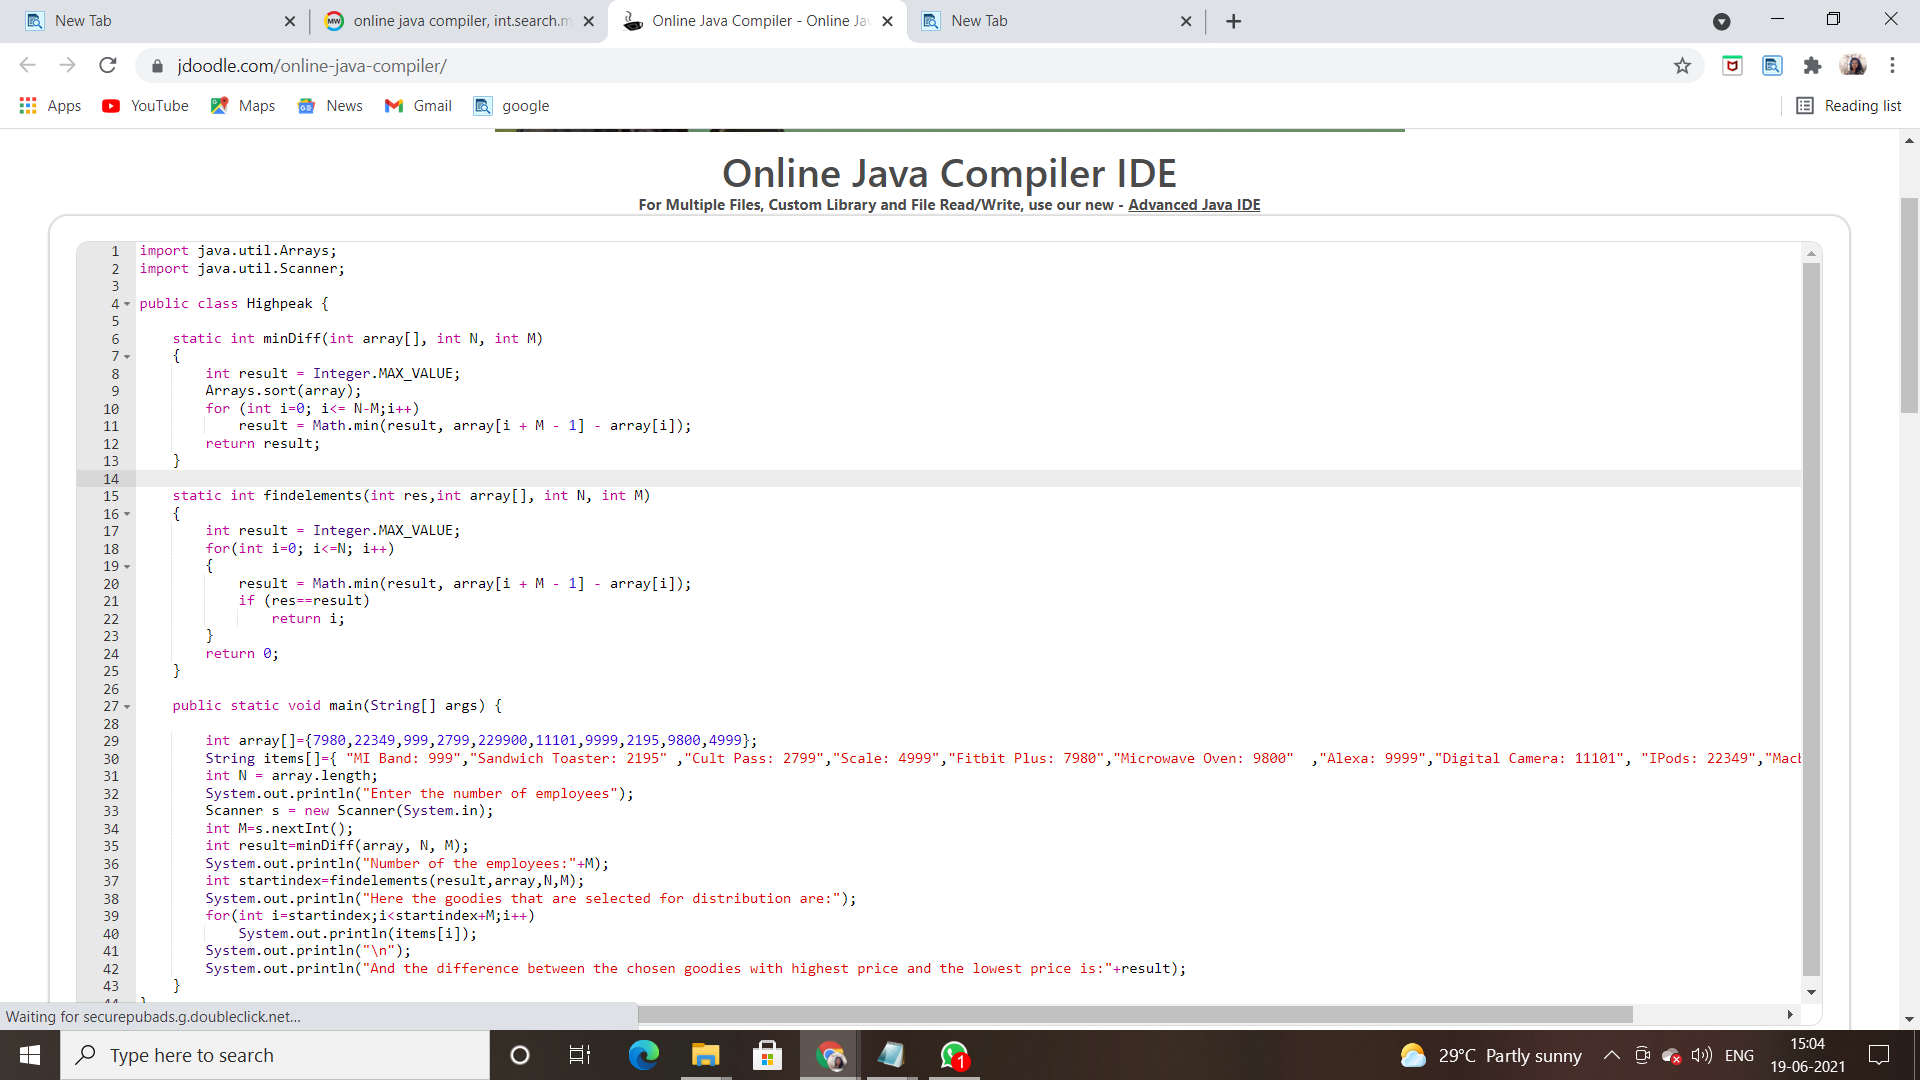 New Tab
online java compiler, int.search.m
Online Java Compiler - Online Ja
New Tab
jdoodle.com/online-java-compiler/
Apps YouTube Maps News Gmail google
Reading list
Online Java Compiler IDE
For Multiple Files, Custom Library and File Read/Write, use our new - Advanced Java IDE
1 import java.util.Arrays;
2 import java.util.Scanner;
3
4 public class Highpeak {
5
6 static int minDiff(int array[], int N, int M)
7 {
8 int result = Integer.MAX_VALUE;
9 Arrays.sort(array);
10 for (int i=0; i<= N-M;i++)
11 result = Math.min(result, array[i + M - 1] - array[i]);
12 return result;
13 }
14
15 static int findelements(int res,int array[], int N, int M)
16 {
17 int result = Integer.MAX_VALUE;
18 for(int i=0; i<=N; i++)
19 {
20 result = Math.min(result, array[i + M - 1] - array[i]);
21 if (res==result)
22 return i;
23 }
24 return 0;
25 }
26
27 public static void main(String[] args) {
28
29 int array[]={7980,22349,999,2799,229900,11101,9999,2195,9800,4999};
30 String items[]={ "MI Band: 999","Sandwich Toaster: 2195" ,"Cult Pass: 2799","Scale: 4999","Fitbit Plus: 7980","Microwave Oven: 9800" ,"Alexa: 9999","Digital Camera: 11101", "IPods: 22349","Mac
31 int N = array.length;
32 System.out.println("Enter the number of employees");
33 Scanner s = new Scanner(System.in);
34 int M=s.nextInt();
35 int result=minDiff(array, N, M);
36 System.out.println("Number of the employees:"+M);
37 int startindex=findelements(result,array,N,M);
38 System.out.println("Here the goodies that are selected for distribution are:");
39 for(int i=startindex;i<startindex+M;i++)
40 System.out.println(items[i]);
41 System.out.println("\n");
42 System.out.println("And the difference between the chosen goodies with highest price and the lowest price is:"+result);
43 }
44 }
Waiting for securepubads.g.doubleclick.net...
Type here to search
1
29°C Partly sunny
ENG
15:04
19-06-2021